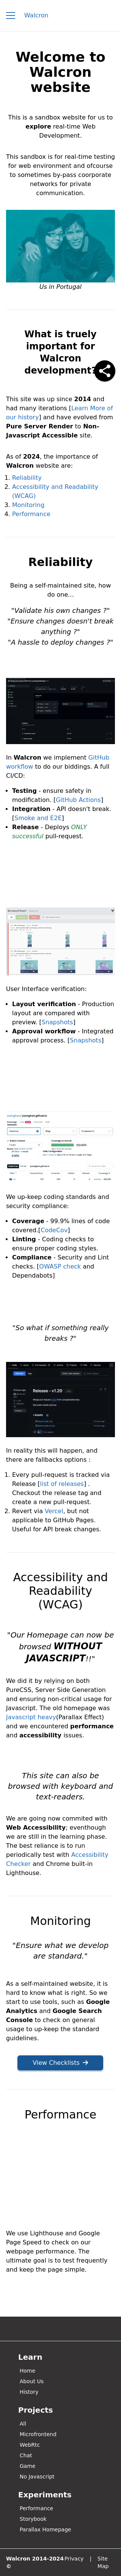 Walcron
Welcome to
Walcron
website
This is a sandbox website for us to
explore real-time Web
Development.
This sandbox is for real-time testing
for web environment and ofcourse
sometimes by-pass corporate
networks for private
communication.
Us in Portugal
What is truely
important for
Walcron
development?
This site was up since 2014 and
had many iterations [Learn More of
our history] and have moved from
Pure Server Render to Non-
Javascript Accessible site.
As of 2024, the importance of
Walcron website are:
1. Reliability
2. Accessibility and Readability
(WCAG)
3. Monitoring
4. Performance
Reliability
Being a self-maintained site, how
do one...
"Validate his own changes ?"
"Ensure changes doesn't break
anything ?"
"A hassle to deploy changes ?"
In Walcron we implement GitHub
workflow to do our biddings. A full
CI/CD:
• Testing - ensure safety in
modification. [GitHub Actions]
• Integration - API doesn't break.
[Smoke and E2E]
• Release - Deploys ONLY
successful pull-request.
User Interface verification:
• Layout verification - Production
layout are compared with
preview. [Snapshots]
• Approval workflow - Integrated
approval process. [Snapshots]
We up-keep coding standards and
security compliance:
• Coverage - 99.9% lines of code
covered.[CodeCov]
• Linting - Coding checks to
ensure proper coding styles.
• Compliance - Security and Lint
checks. [OWASP check and
Dependabots]
"So what if something really
breaks ?"
Release - v1.20
In reality this will happen, and
there are fallbacks options :
1. Every pull-request is tracked via
Release [list of releases] .
Checkout the release tag and
create a new pull-request.
2. Revert via Vercel, but not
applicable to GitHub Pages.
Useful for API break changes.
Accessibility and
Readability
(WCAG)
"Our Homepage can now be
browsed WITHOUT
JAVASCRIPT!!"
We did it by relying on both
PureCSS, Server Side Generation
and ensuring non-critical usage for
javascript. The old homepage was
Javascript heavy(Parallax Effect)
and we encountered performance
and accessibility issues.
This site can also be
browsed with keyboard and
text-readers.
We are going now commited with
Web Accessibility; eventhough
we are still in the learning phase.
The best reliance is to run
periodically test with Accessibility
Checker and Chrome built-in
Lighthouse.
Monitoring
"Ensure what we develop
are standard."
As a self-maintained website, it is
hard to know what is right. So we
start to use tools, such as Google
Analytics and Google Search
Console to check on general
usage to up-keep the standard
guidelines.
View Checklists →
Performance
We use Lighthouse and Google
Page Speed to check on our
webpage performance. The
ultimate goal is to test frequently
and keep the page simple.
Learn
Home
About Us
History
Projects
All
Microfrontend
WebRtc
Chat
Game
No Javascript
Experiments
Performance
Storybook
Parallax Homepage
Walcron 2014-2024 ©
Privacy | Site Map